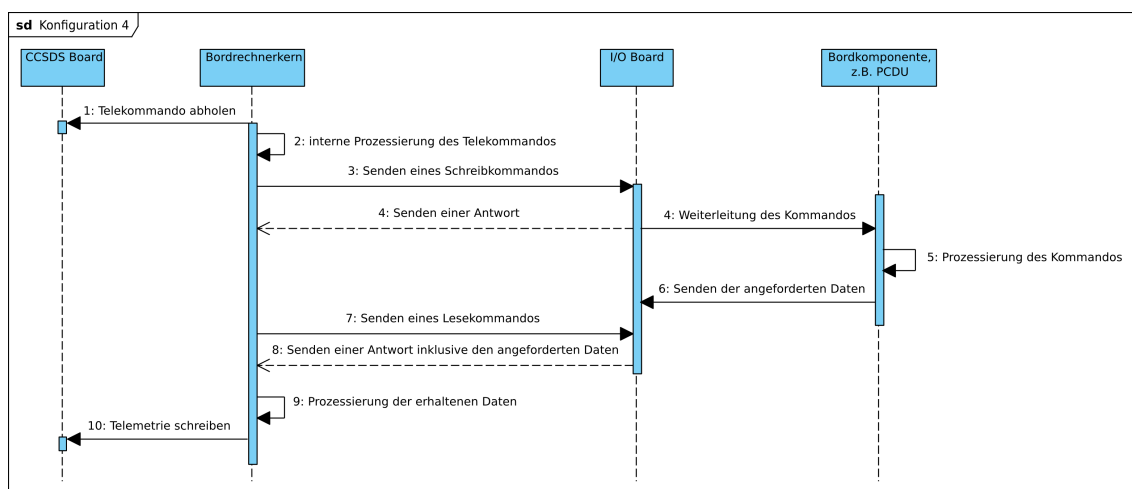 sd Konfiguration 4
CCSDS Board
Bordrechnerkern
I/O Board
Bordkomponente,
z.B. PCDU
1: Telekommando abholen
2: interne Prozessierung des Telekommandos
3: Senden eines Schreibkommandos
4: Senden einer Antwort
4: Weiterleitung des Kommandos
5: Prozessierung des Kommandos
6: Senden der angeforderten Daten
7: Senden eines Lesekommandos
8: Senden einer Antwort inklusive den angeforderten Daten
9: Prozessierung der erhaltenen Daten
10: Telemetrie schreiben